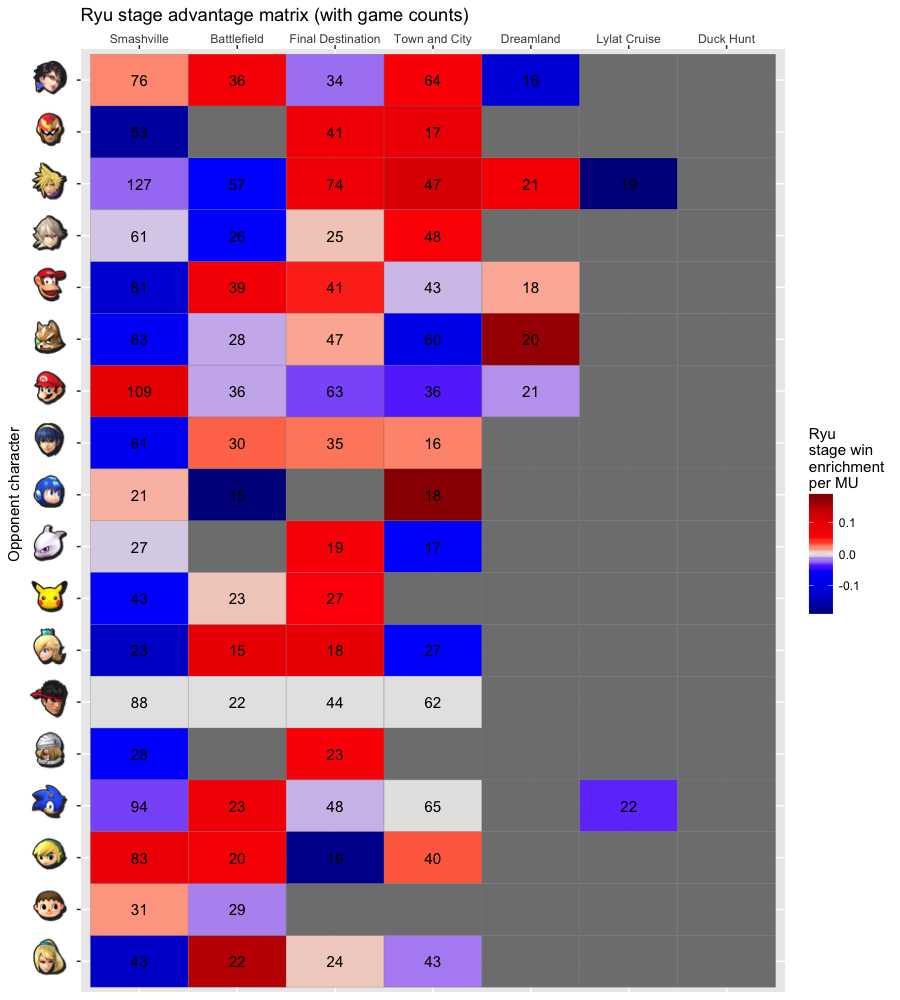 Ryu stage advantage matrix (with game counts)
Smashville Battlefield Final Destination Town and City Dreamland Lylat Cruise Duck Hunt
76 36 34 64 16
53 41 17
127 57 74 47 21 19
61 26 25 48
81 39 41 43 18
63 28 47 60 20
109 36 63 36 21
61 30 35 16
21 15 18
27 19 17
43 23 27
23 15 18 27
88 22 44 62
28 23
94 23 48 65 22
83 20 19 40
31 29
43 22 24 43
Opponent character
Ryu
stage win
enrichment
per MU
0.1
0.0
-0.1